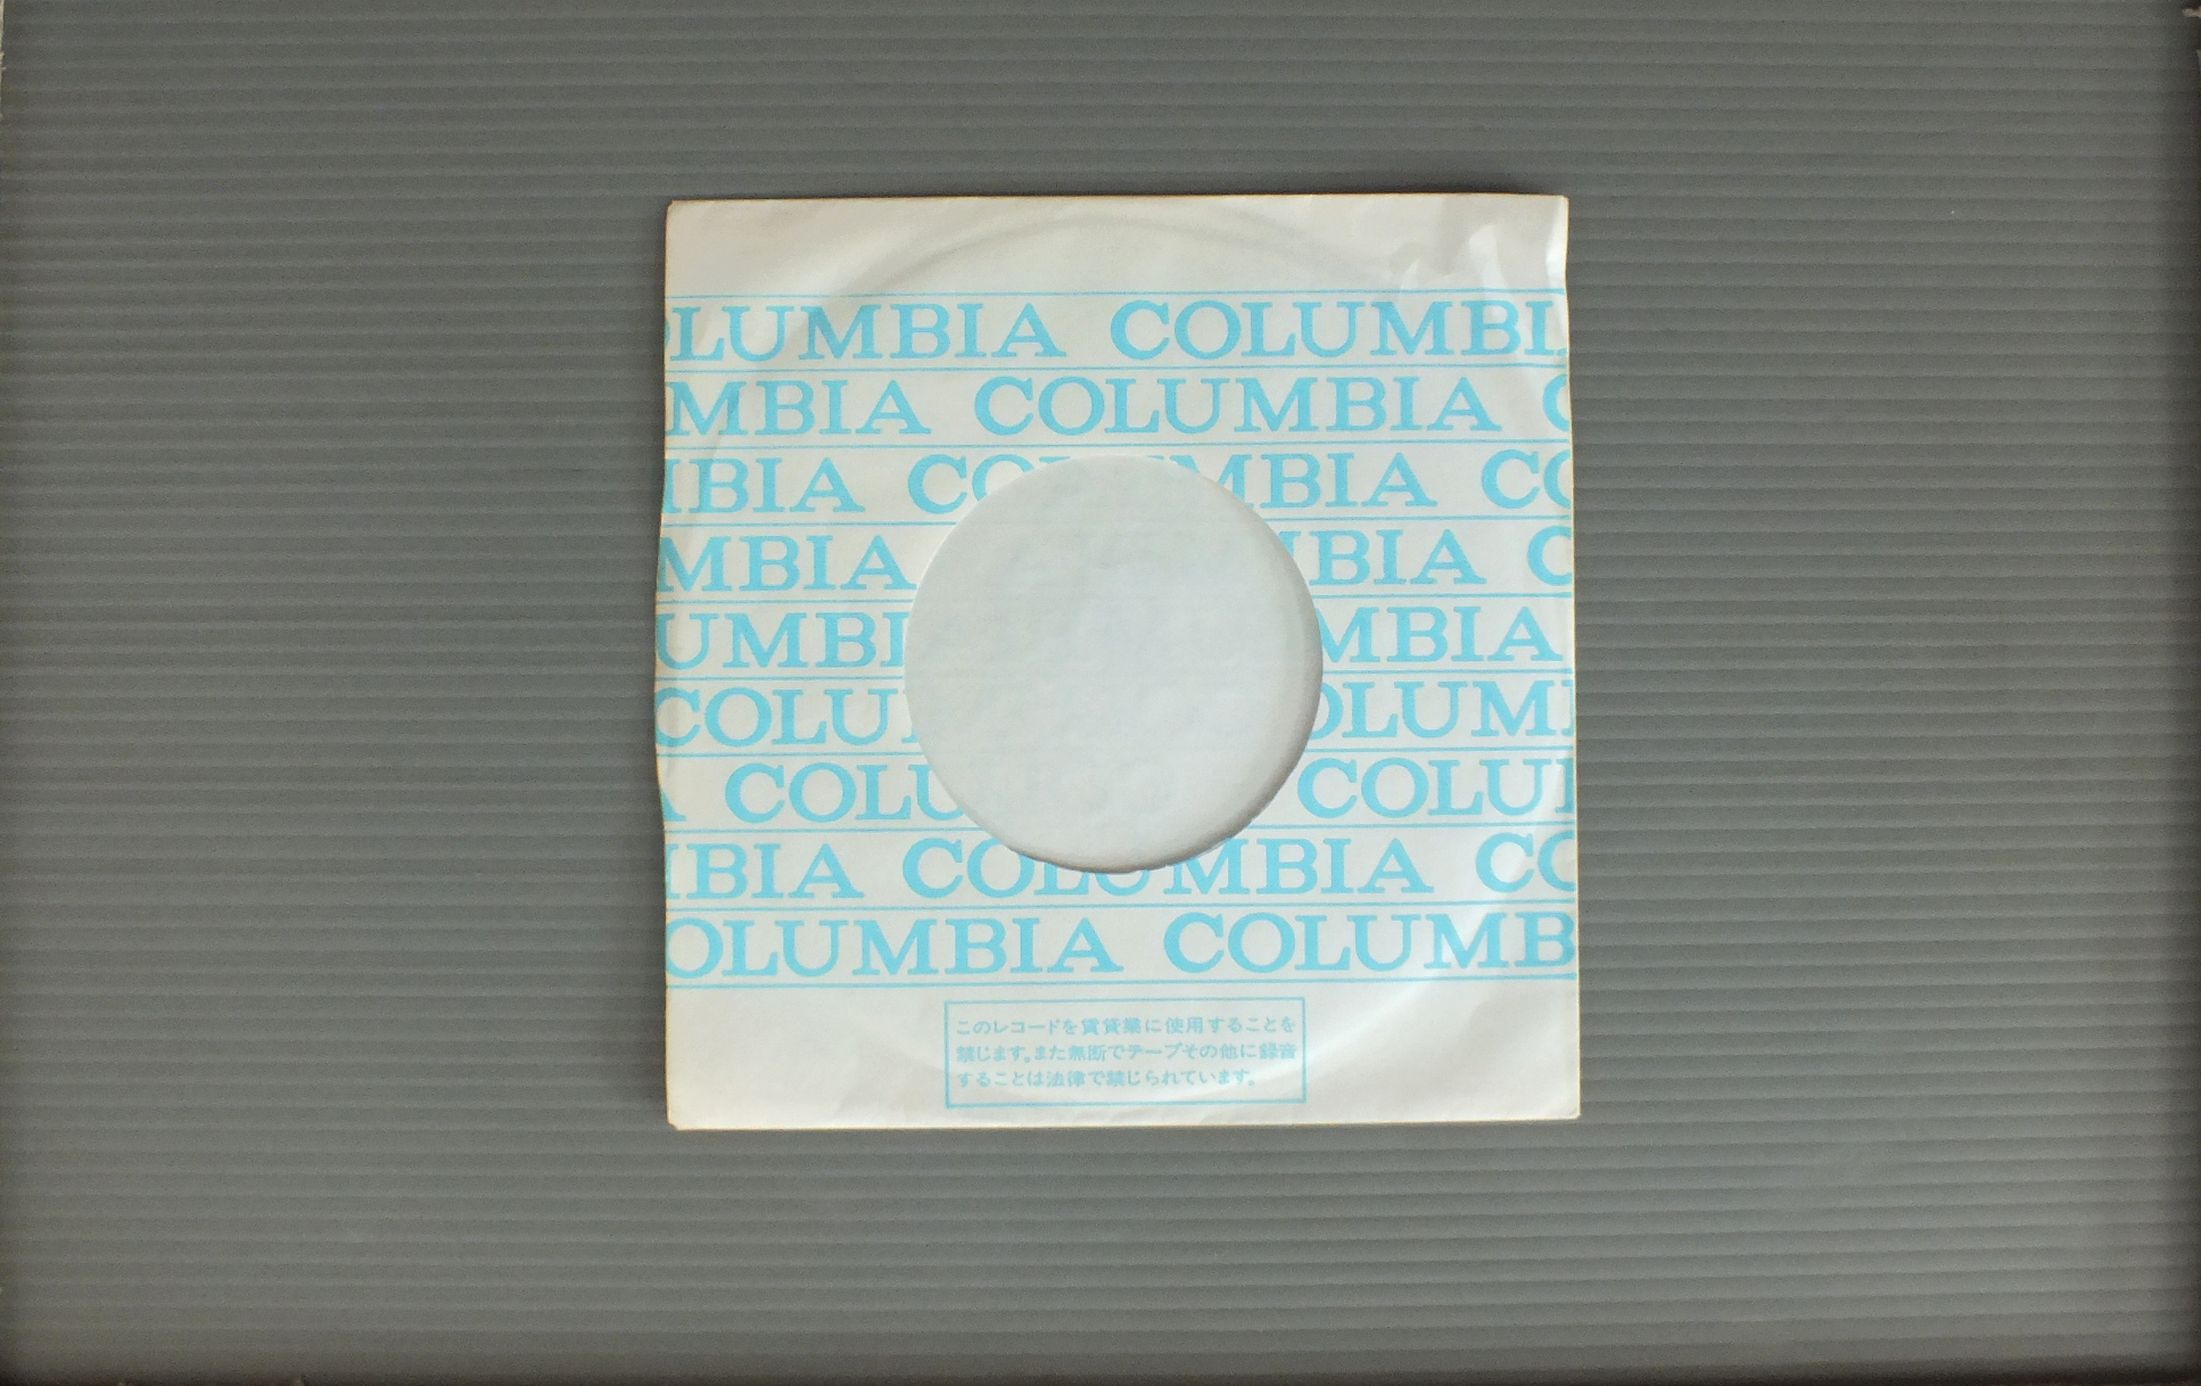 OLUMBIA COLUMBI
MBIA COLUMBIA C
MBIA CO MBIA CO
MBIA BIA C
UMBI MBIA
COLU OLUM
A COLU COLU
BIA COLUMBIA CO
OLUMBIA COLUMB
このレコードを賃貸業に使用することを
禁じます。また無断でテープその他に録音
することは法律で禁じられています。